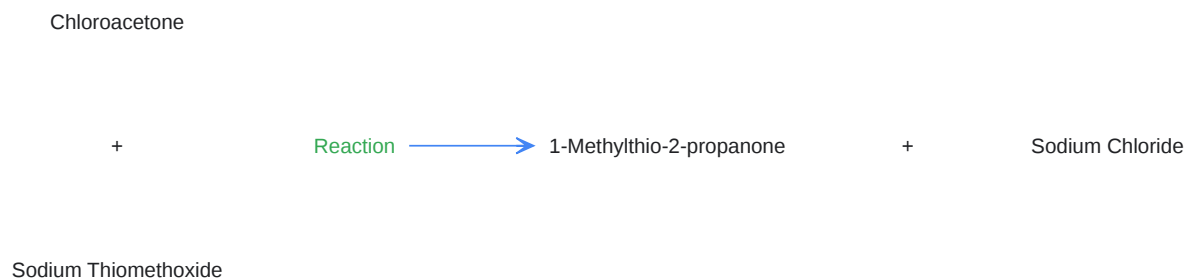 Chloroacetone
+
Reaction
1-Methylthio-2-propanone
+
Sodium Chloride
Sodium Thiomethoxide